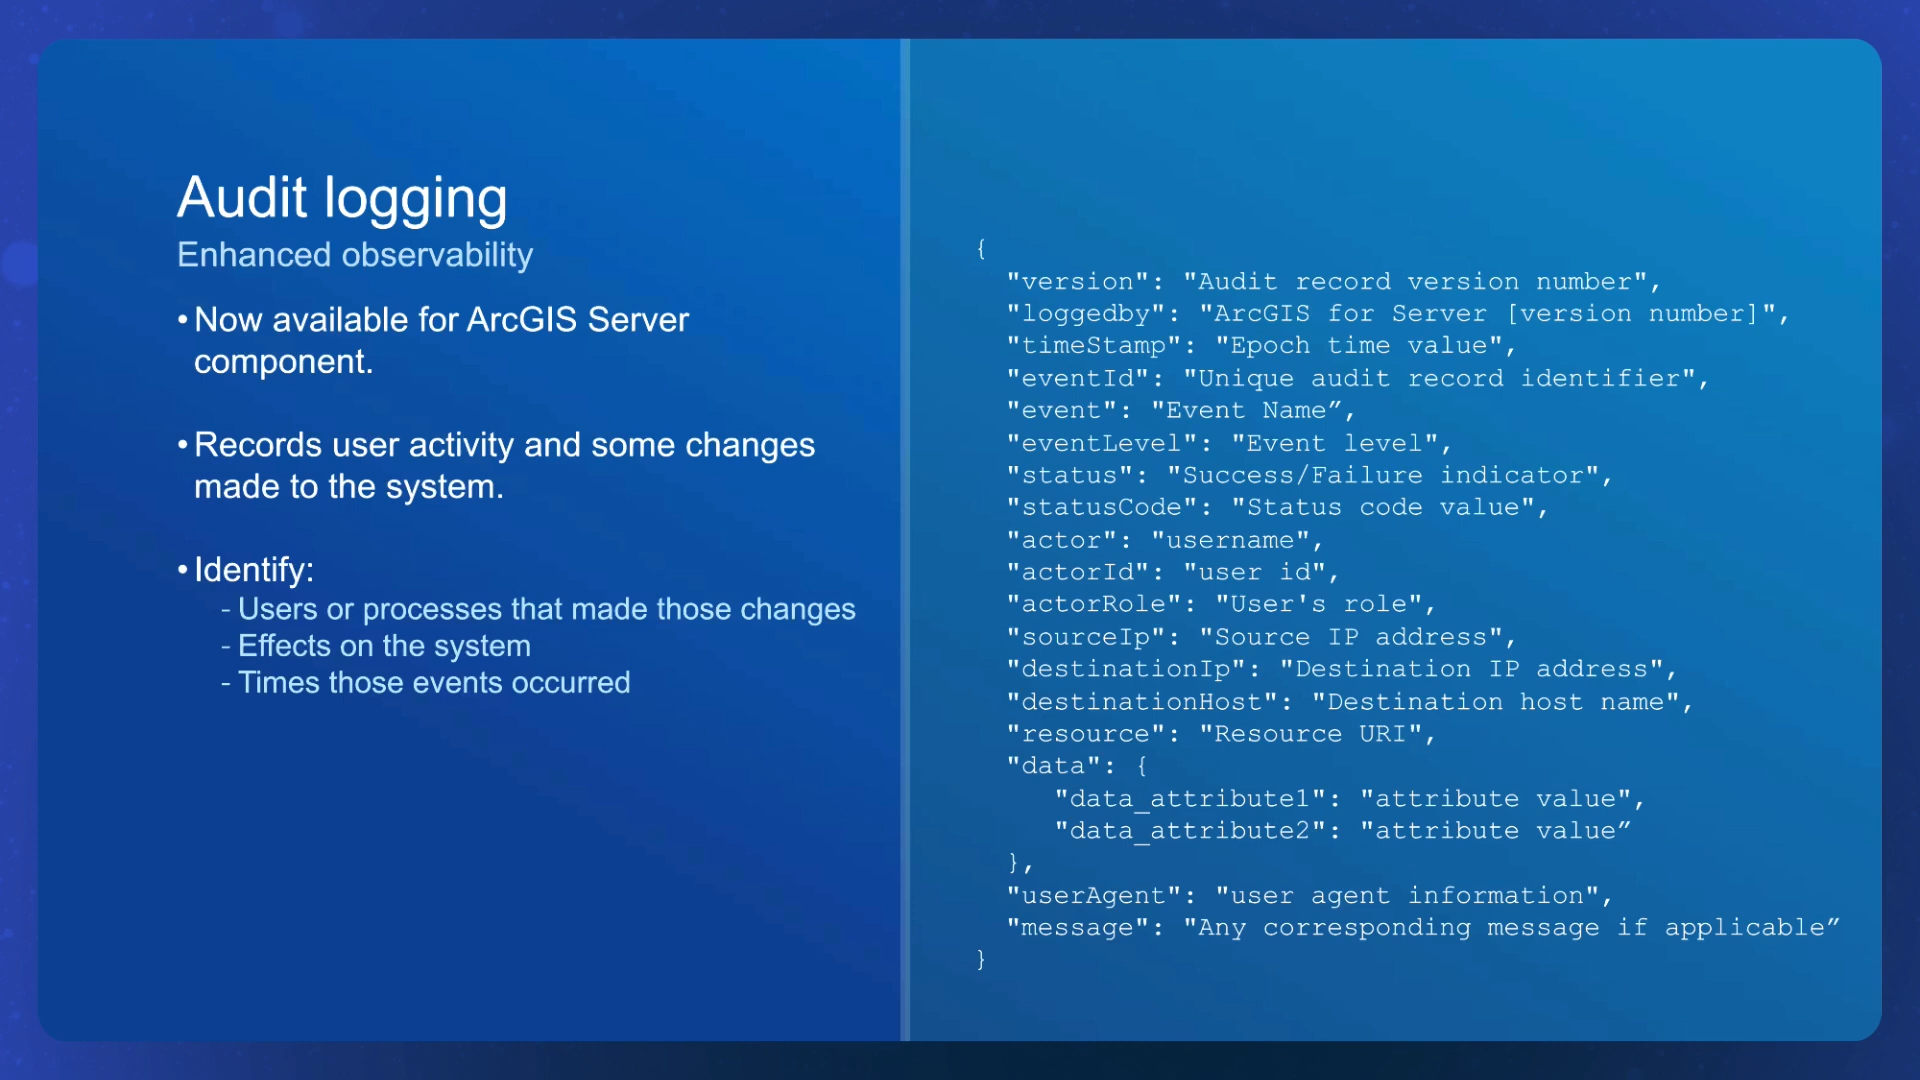 Audit logging
Enhanced observability
• Now available for ArcGIS Server
component.
• Records user activity and some changes
made to the system.
• Identify:
- Users or processes that made those changes
- Effects on the system
- Times those events occurred
{
"version": "Audit record version number",
"loggedby": "ArcGIS for Server [version number]",
"timeStamp": "Epoch time value",
"eventId": "Unique audit record identifier",
"event": "Event Name”,
"eventLevel": "Event level",
"status": "Success/Failure indicator",
"statusCode": "Status code value",
"actor": "username",
"actorId": "user id",
"actorRole": "User's role",
"sourceIp": "Source IP address",
"destinationIp": "Destination IP address",
"destinationHost": "Destination host name",
"resource": "Resource URI",
"data": {
"data_attribute1": "attribute value",
"data_attribute2": "attribute value”
},
"userAgent": "user agent information",
"message": "Any corresponding message if applicable”
}